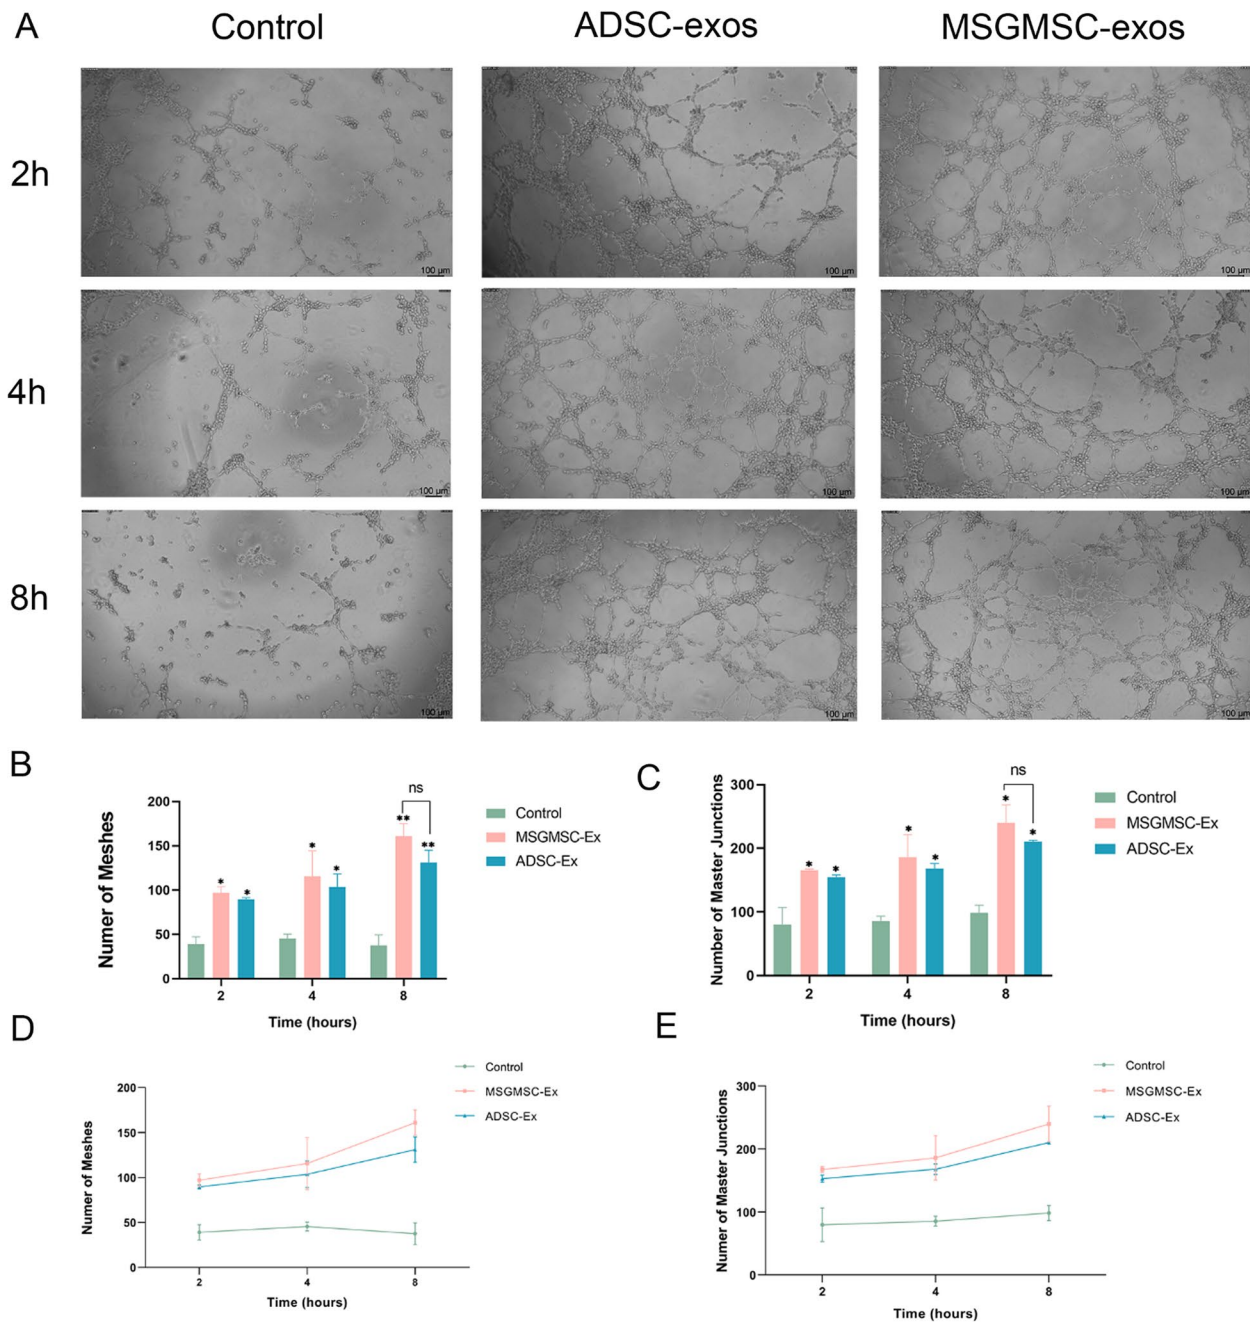 A
Control
ADSC-exos
MSGMSC-exos
2h
100 µm
100 µm
100 µm
4h
100 µm
100 µm
100 µm
8h
100 µm
100 µm
100 µm
B
Numer of Meshes
200
150
100
50
0
* *
* *
** **
ns
2 4 8
Time (hours)
Control
MSGMSC-Ex
ADSC-Ex
C
Number of Master Junctions
300
200
100
0
* *
* *
* *
ns
2 4 8
Time (hours)
Control
MSGMSC-Ex
ADSC-Ex
D
Numer of Meshes
200
150
100
50
0
2 4 8
Time (hours)
Control
MSGMSC-Ex
ADSC-Ex
E
Numer of Master Junctions
300
200
100
0
2 4 8
Time (hours)
Control
MSGMSC-Ex
ADSC-Ex